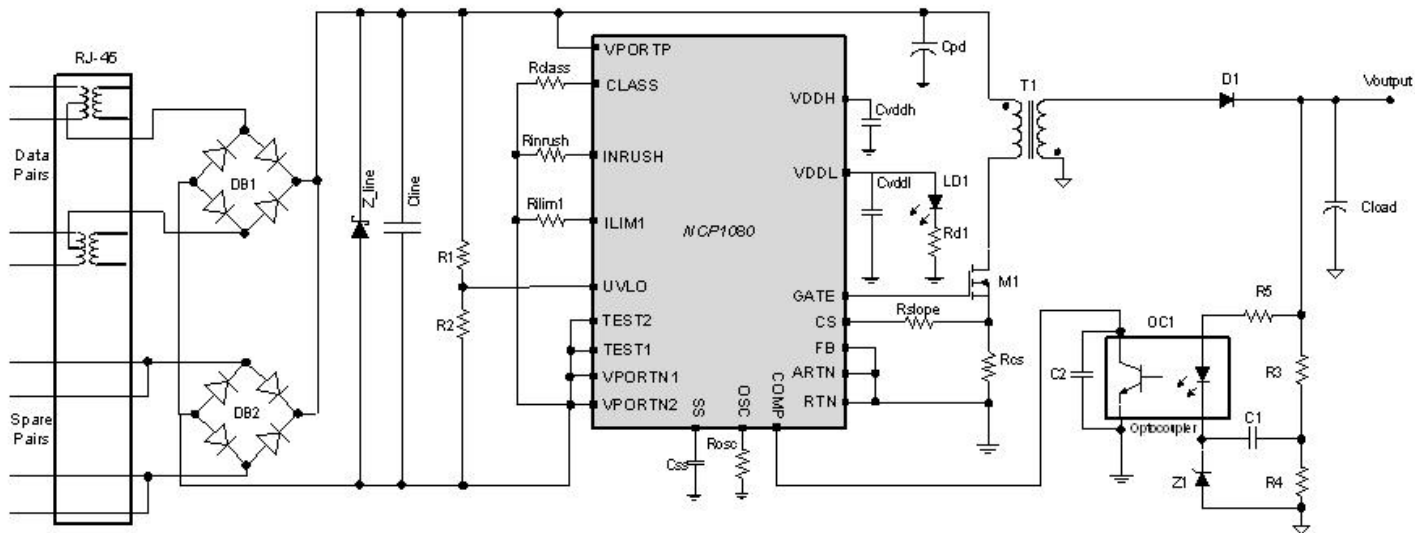 RJ-45
Data
Pairs
Spare
Pairs
DB1
DB2
Z_line
Cline
R1
R2
Rclass
Rinrush
Rilim1
VPORTP
CLASS
INRUSH
ILIM1
UVLO
TEST2
TEST1
VPORTN1
VPORTN2
NCP1080
VDDH
VDDL
GATE
CS
FB
ARTN
RTN
SS
OSC
COMP
Css
Rosc
Cpd
Cvddh
Cvddl
LD1
Rd1
T1
M1
Rslope
Rcs
D1
Voutput
Cload
R5
OC1
C2
Optocoupler
R3
C1
Z1
R4